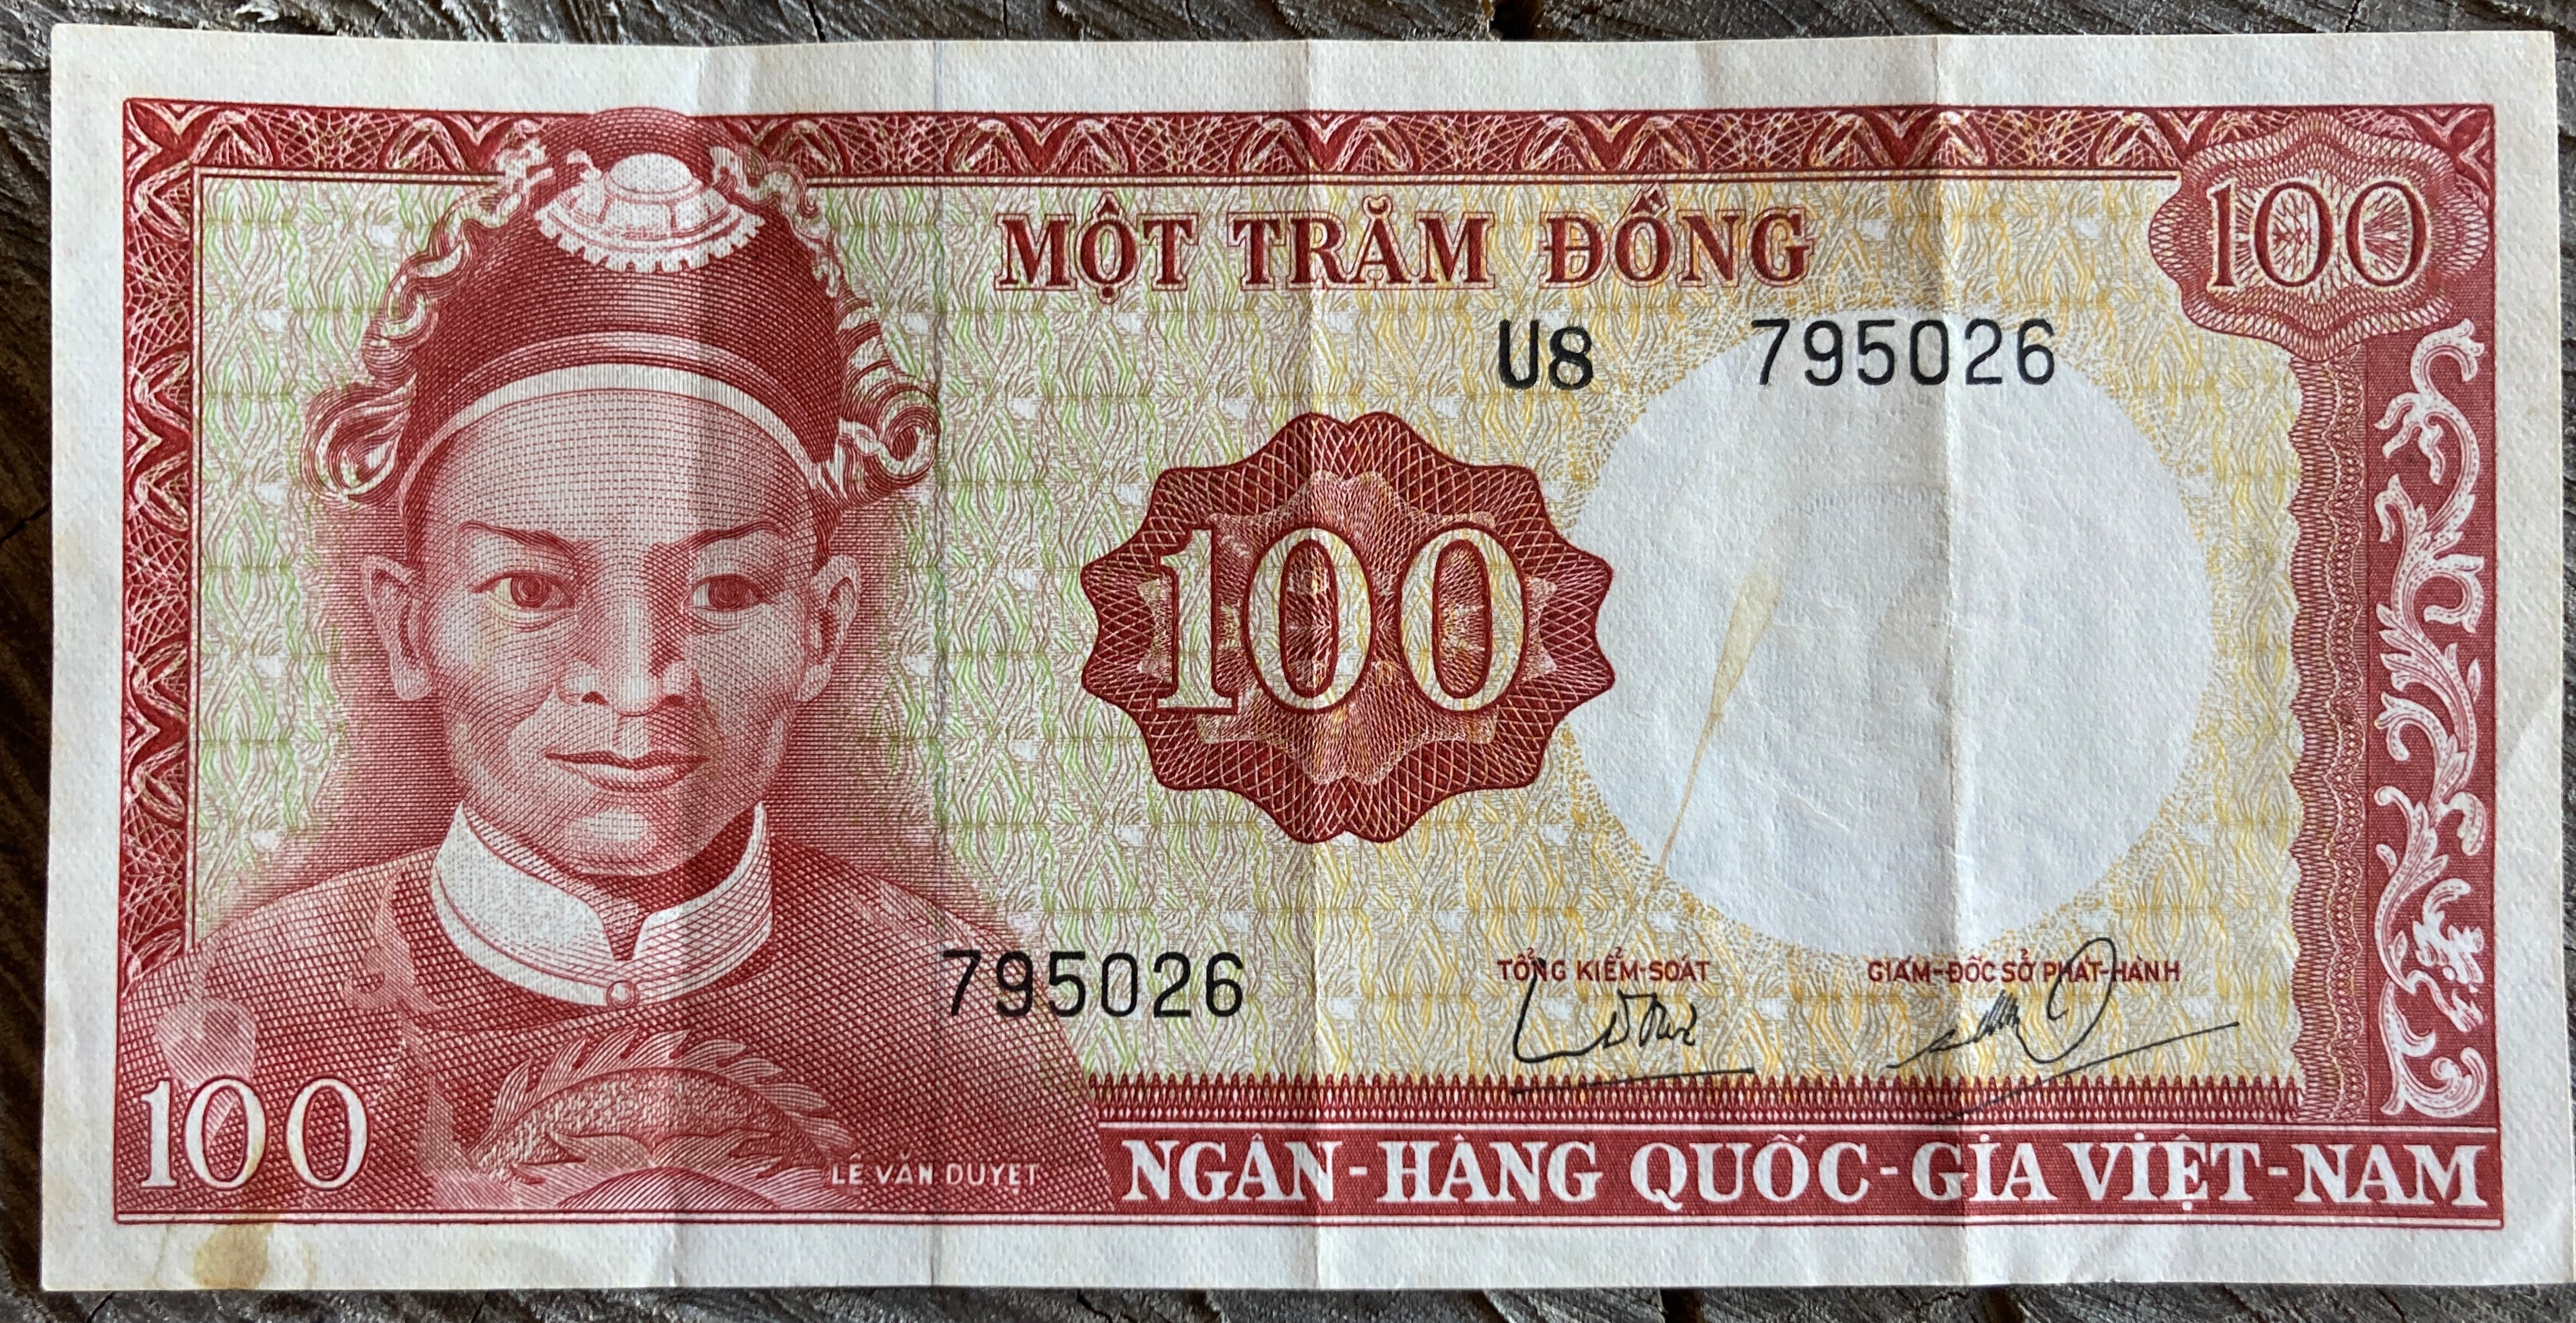 MỘT TRĂM ĐỒNG
100
U8 795026
100
795026
TỔNG KIỂM-SOÁT
GIÁM-ĐỐC SỞ PHÁT-HÀNH
100
LÊ VĂN DUYỆT
NGÂN-HÀNG QUỐC-GIA VIỆT-NAM